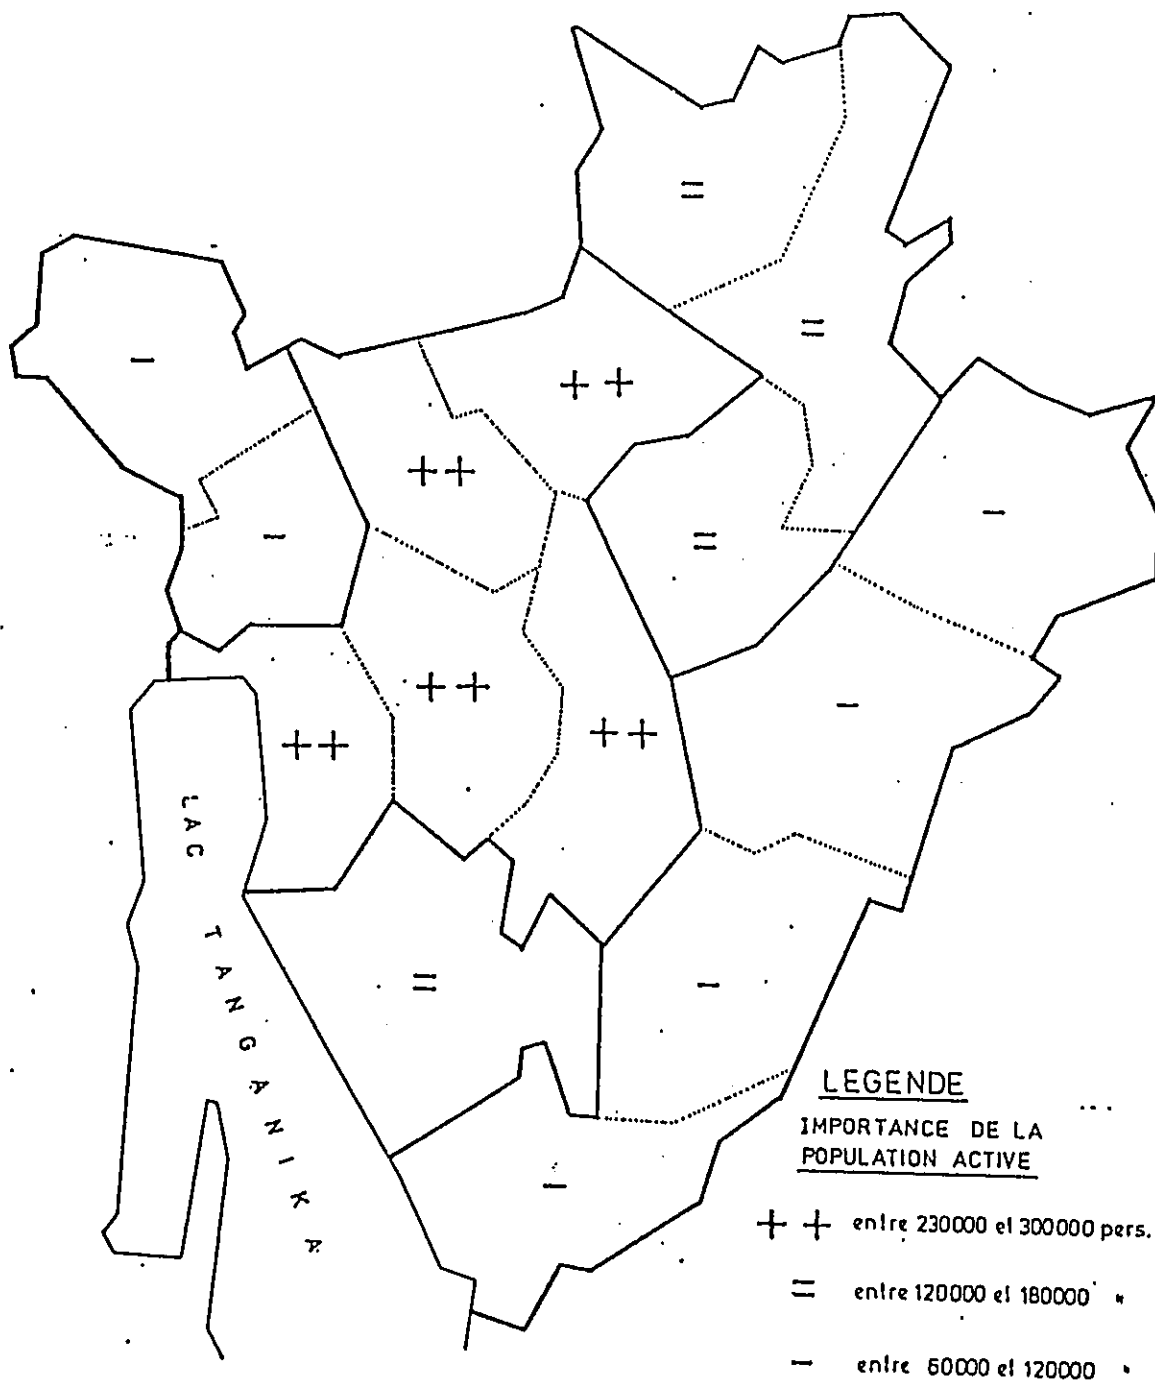 LAC TANGANIKA
LEGENDE
IMPORTANCE DE LA
POPULATION ACTIVE
+ + entre 230000 et 300000 pers.
= entre 120000 et 180000 "
- entre 60000 et 120000 "